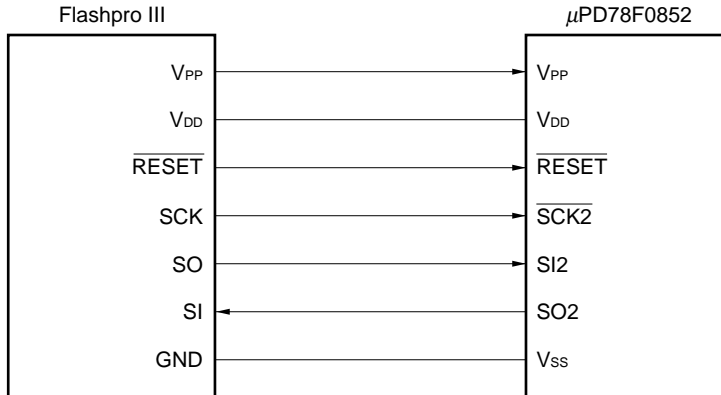 Flashpro III
μPD78F0852
VPP
VPP
VDD
VDD
RESET
RESET
SCK
SCK2
SO
SI2
SI
SO2
GND
VSS